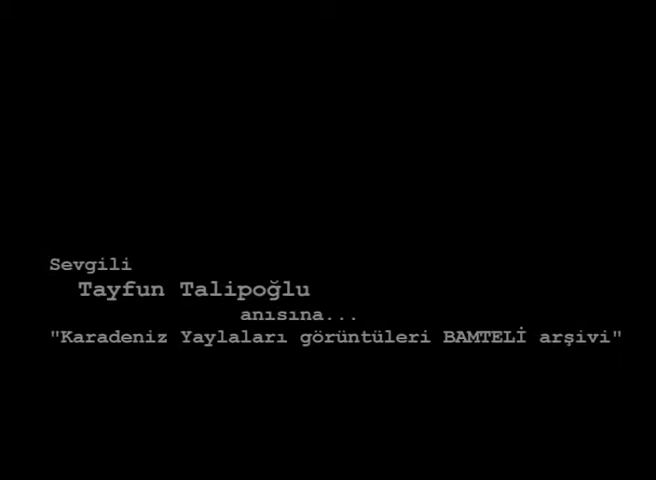 Sevgili
Tayfun Talipoğlu
anısına...
"Karadeniz Yaylaları görüntüleri BAMTELİ arşivi"